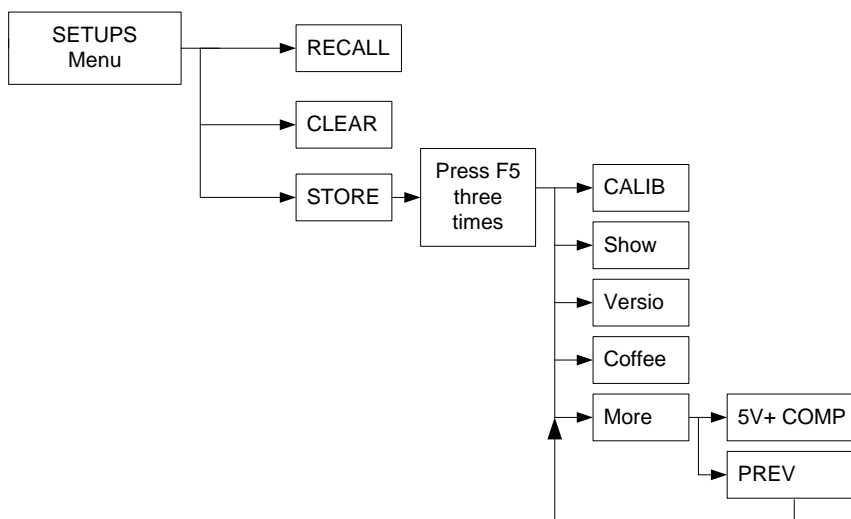 SETUPS
Menu
RECALL
CLEAR
STORE
Press F5
three
times
CALIB
Show
Versio
Coffee
More
5V+ COMP
PREV